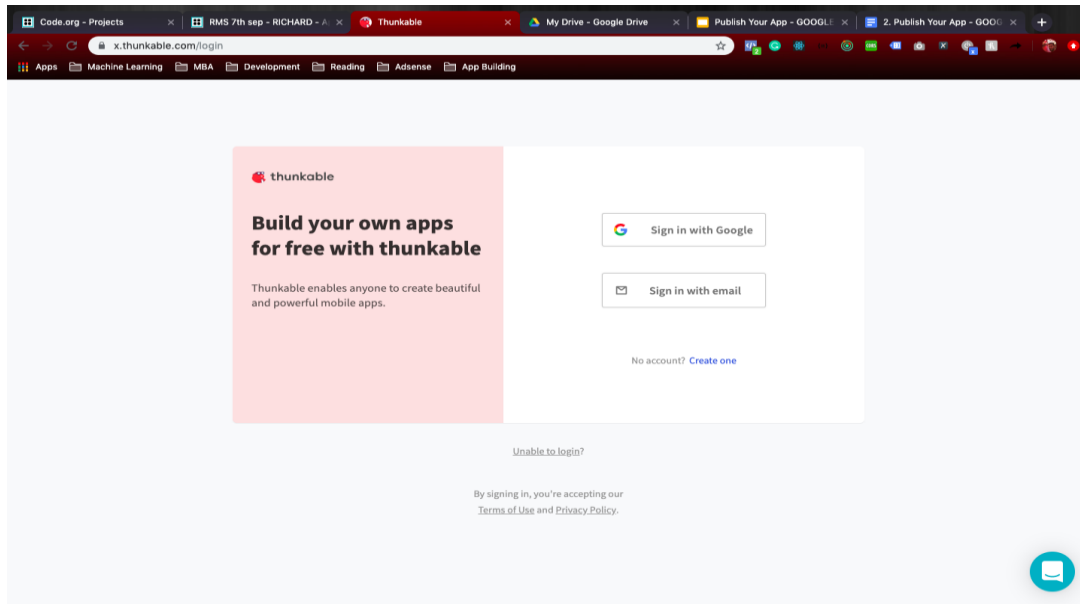 Code.org - Projects
RMS 7th sep - RICHARD - A
Thunkable
My Drive - Google Drive
Publish Your App - GOOGLE
2. Publish Your App - GOOG
x.thunkable.com/login
Apps
Machine Learning
MBA
Development
Reading
Adsense
App Building
thunkable
Build your own apps
for free with thunkable
Thunkable enables anyone to create beautiful
and powerful mobile apps.
Sign in with Google
Sign in with email
No account? Create one
Unable to login?
By signing in, you're accepting our
Terms of Use and Privacy Policy.